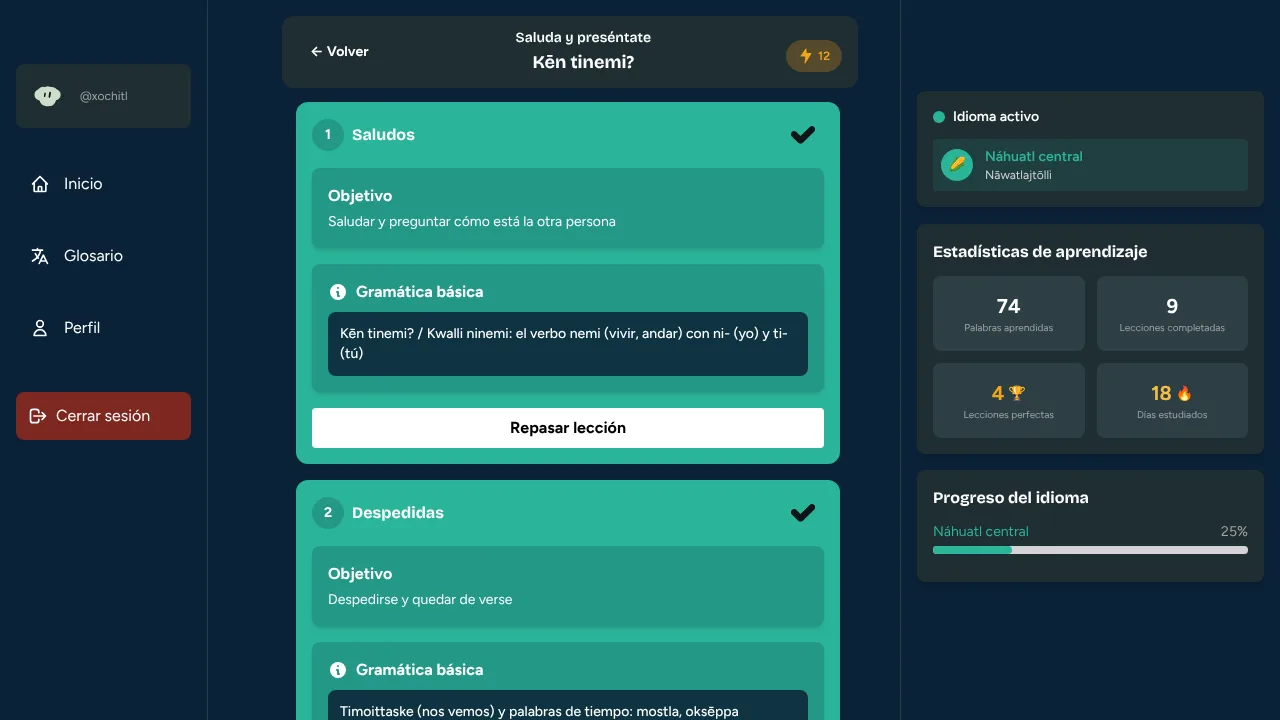 @xochitl
Inicio
Glosario
Perfil
Cerrar sesión
← Volver
Saluda y preséntate
Kēn tinemi?
12
1 Saludos
Objetivo
Saludar y preguntar cómo está la otra persona
Gramática básica
Kēn tinemi? / Kwalli ninemi: el verbo nemi (vivir, andar) con ni- (yo) y ti-
(tú)
Repasar lección
2 Despedidas
Objetivo
Despedirse y quedar de verse
Gramática básica
Timoittaske (nos vemos) y palabras de tiempo: mostla, oksēppa
Idioma activo
Náhuatl central
Nāwatlajtōlli
Estadísticas de aprendizaje
74
Palabras aprendidas
9
Lecciones completadas
4 🏆
Lecciones perfectas
18 🔥
Días estudiados
Progreso del idioma
Náhuatl central 25%